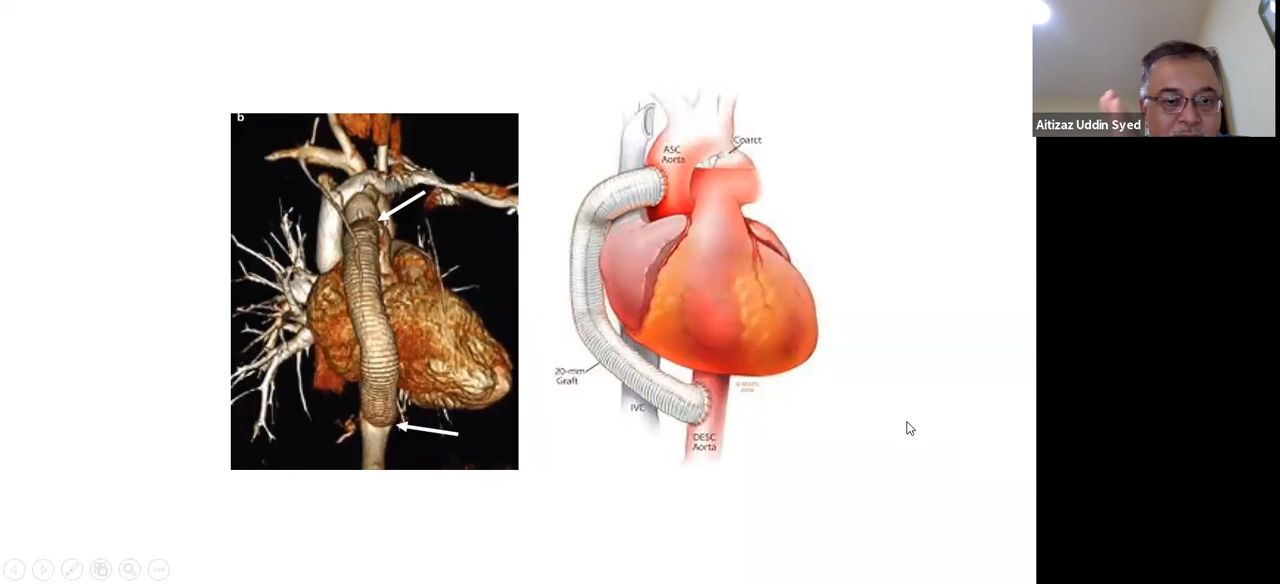 b
Coarct
ASC
Aorta
20-mm
Graft
IVC
DESC
Aorta
Aitizaz Uddin Syed